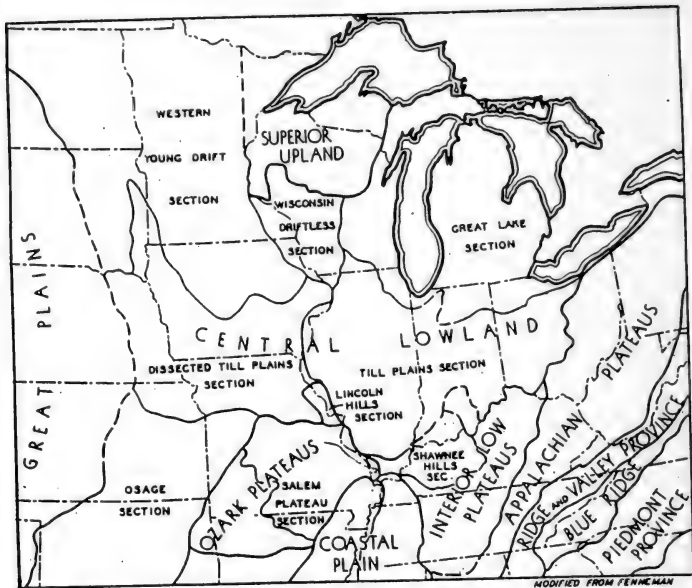 WESTERN
YOUNG DRIFT
SECTION
SUPERIOR
UPLAND
WISCONSIN
DRIFTLESS
SECTION
GREAT LAKE
SECTION
GREAT PLAINS
CENTRAL LOWLAND
DISSECTED TILL PLAINS
SECTION
TILL PLAINS SECTION
LINCOLN
HILLS
SECTION
SHAWNEE
HILLS
SEC.
OSAGE
SECTION
OZARK PLATEAUS
SALEM
PLATEAU
SECTION
COASTAL
PLAIN
INTERIOR LOW
PLATEAUS
APPALACHIAN PLATEAUS
RIDGE AND VALLEY PROVINCE
BLUE RIDGE
PIEDMONT
PROVINCE
MODIFIED FROM FENNEMAN